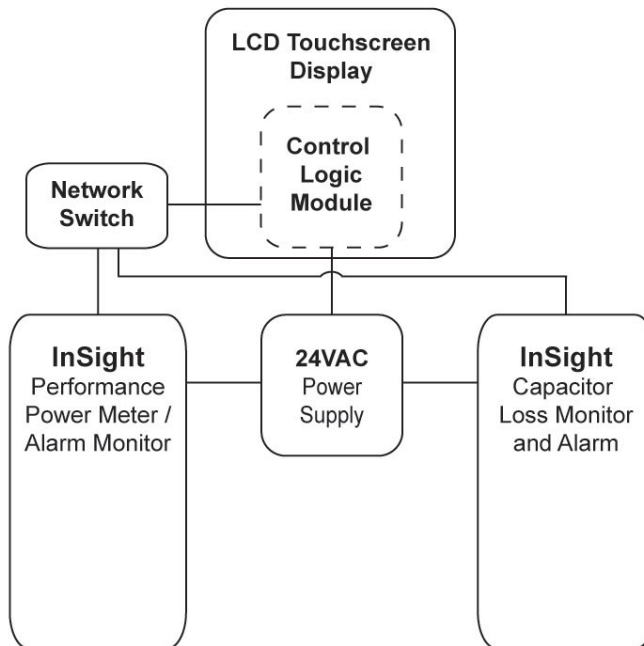 LCD Touchscreen
Display
Control
Logic
Module
Network
Switch
InSight
Performance
Power Meter /
Alarm Monitor
24VAC
Power
Supply
InSight
Capacitor
Loss Monitor
and Alarm